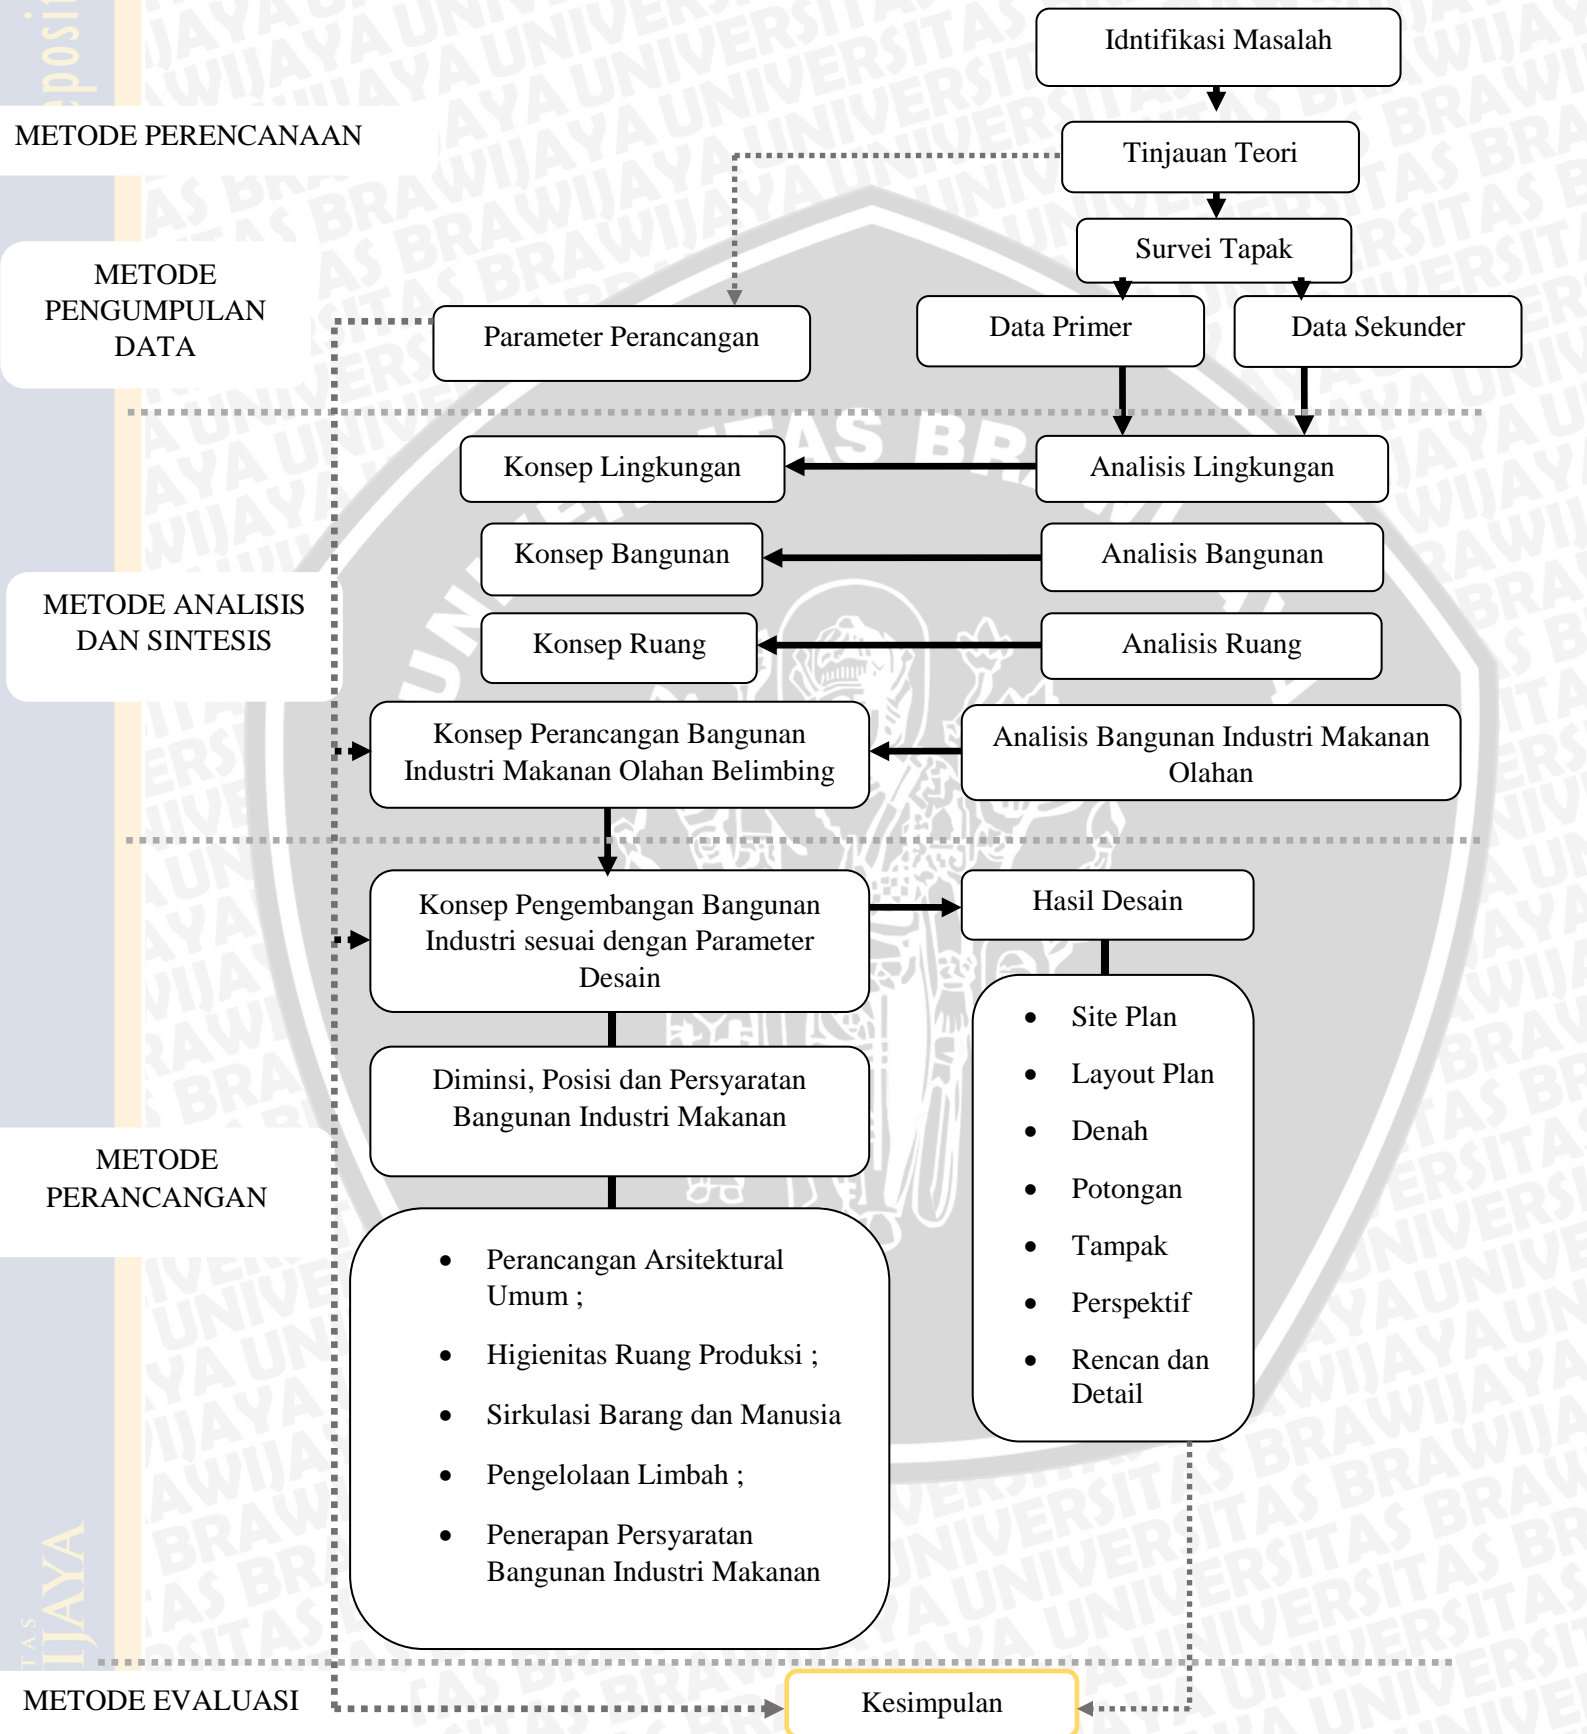 Idntifikasi Masalah
METODE PERENCANAAN
Tinjauan Teori
Survei Tapak
METODE
PENGUMPULAN
DATA
Parameter Perancangan
Data Primer
Data Sekunder
Konsep Lingkungan
Analisis Lingkungan
Konsep Bangunan
Analisis Bangunan
METODE ANALISIS
DAN SINTESIS
Konsep Ruang
Analisis Ruang
Konsep Perancangan Bangunan
Industri Makanan Olahan Belimbing
Analisis Bangunan Industri Makanan
Olahan
Konsep Pengembangan Bangunan
Industri sesuai dengan Parameter
Desain
Hasil Desain
• Site Plan
• Layout Plan
• Denah
• Potongan
• Tampak
• Perspektif
• Rencan dan
Detail
Diminsi, Posisi dan Persyaratan
Bangunan Industri Makanan
METODE
PERANCANGAN
• Perancangan Arsitektural
Umum ;
• Higienitas Ruang Produksi ;
• Sirkulasi Barang dan Manusia
• Pengelolaan Limbah ;
• Penerapan Persyaratan
Bangunan Industri Makanan
METODE EVALUASI
Kesimpulan
UNIVERSITAS BRAWIJAYA